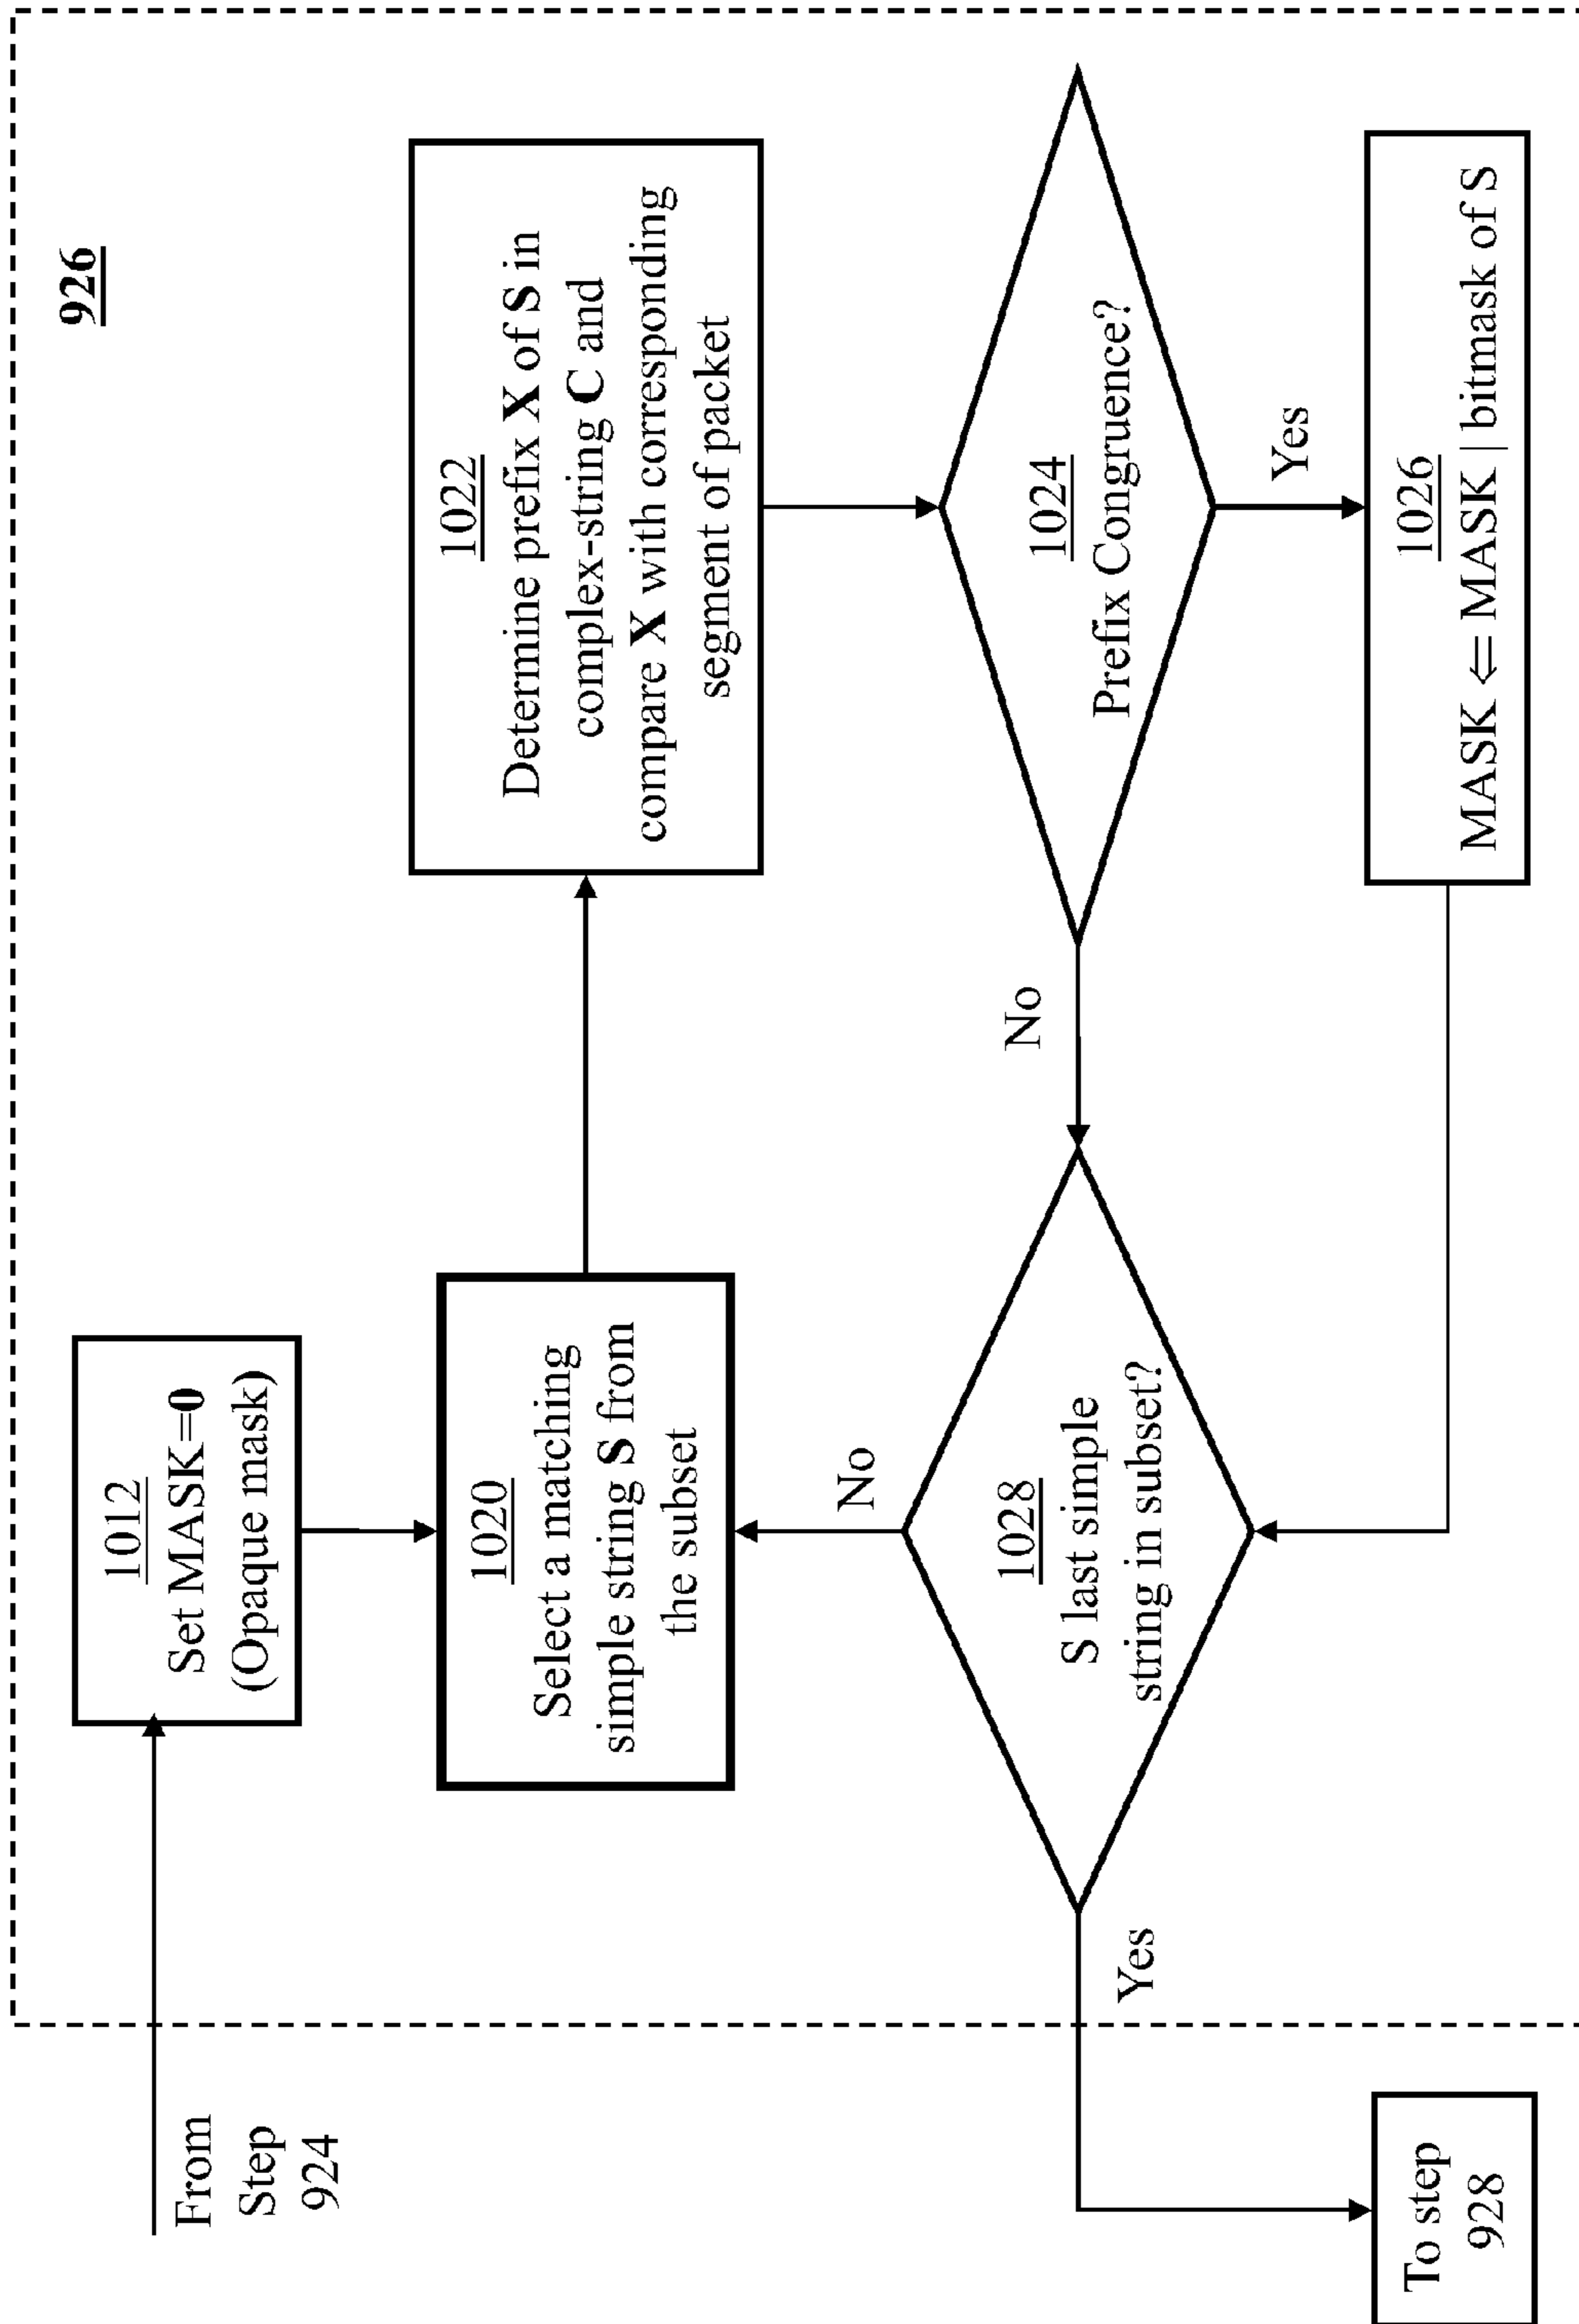 926
From
Step
924
1012
Set MASK=0
(Opaque mask)
1020
Select a matching
simple string S from
the subset
1022
Determine prefix X of S in
complex-string C and
compare X with corresponding
segment of packet
1024
Prefix Congruence?
No
Yes
1026
MASK ⇐ MASK | bitmask of S
1028
S last simple
string in subset?
No
Yes
To step
928